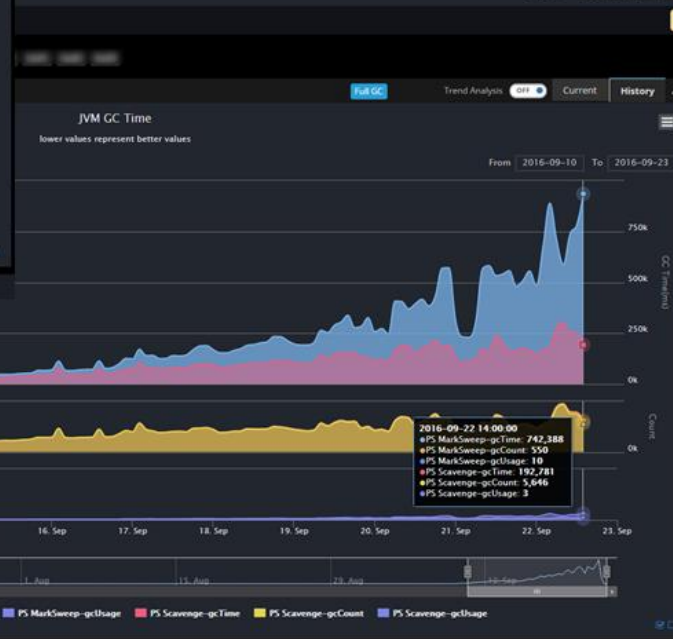 Full GC
Trend Analysis OFF Current History
JVM GC Time
lower values represent better values
From 2016-09-10 To 2016-09-23
750k
500k
250k
0k
GC Time(ms)
0k
Count
2016-09-22 14:00:00
PS MarkSweep-gcTime: 742,388
PS MarkSweep-gcCount: 550
PS MarkSweep-gcUsage: 10
PS Scavenge-gcTime: 192,781
PS Scavenge-gcCount: 5,646
PS Scavenge-gcUsage: 3
16. Sep 17. Sep 18. Sep 19. Sep 20. Sep 21. Sep 22. Sep 23. Sep
1. Aug 15. Aug 29. Aug 12. Sep
PS MarkSweep-gcUsage PS Scavenge-gcTime PS Scavenge-gcCount PS Scavenge-gcUsage